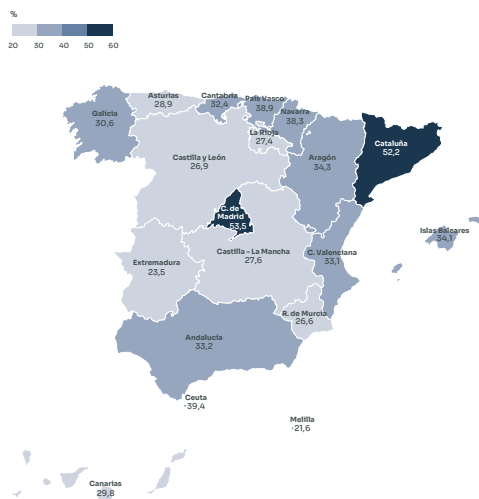 %
20 30 40 50 60
Asturias
28,9
Cantabria
32,4
País Vasco
38,9
Navarra
38,3
Galicia
30,6
La Rioja
27,4
Cataluña
52,2
Castilla y León
26,9
Aragón
34,3
C. de
Madrid
53,5
Islas Baleares
34,1
Castilla - La Mancha
27,6
C. Valenciana
33,1
Extremadura
23,5
R. de Murcia
26,6
Andalucía
33,2
Ceuta
39,4
Melilla
21,6
Canarias
29,8